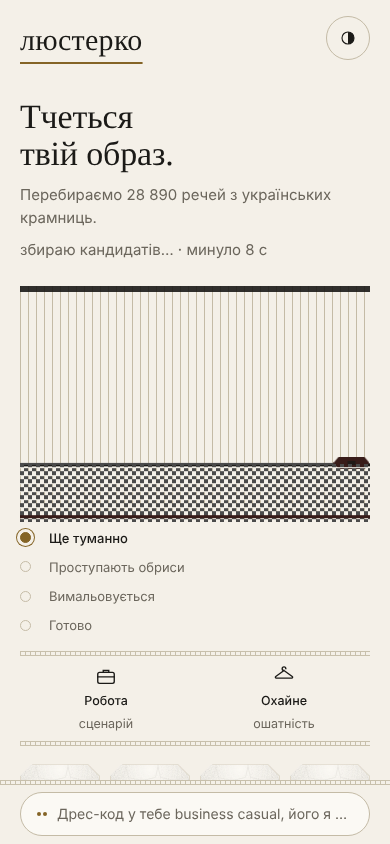 люстерко
Тчеться
твій образ.
Перебираємо 28 890 речей з українських
крамниць.
збираю кандидатів… · минуло 8 с
Ще туманно
Проступають обриси
Вимальовується
Готово
Робота
Охайне
сценарій
ошатність
Дрес-код у тебе business casual, його я …